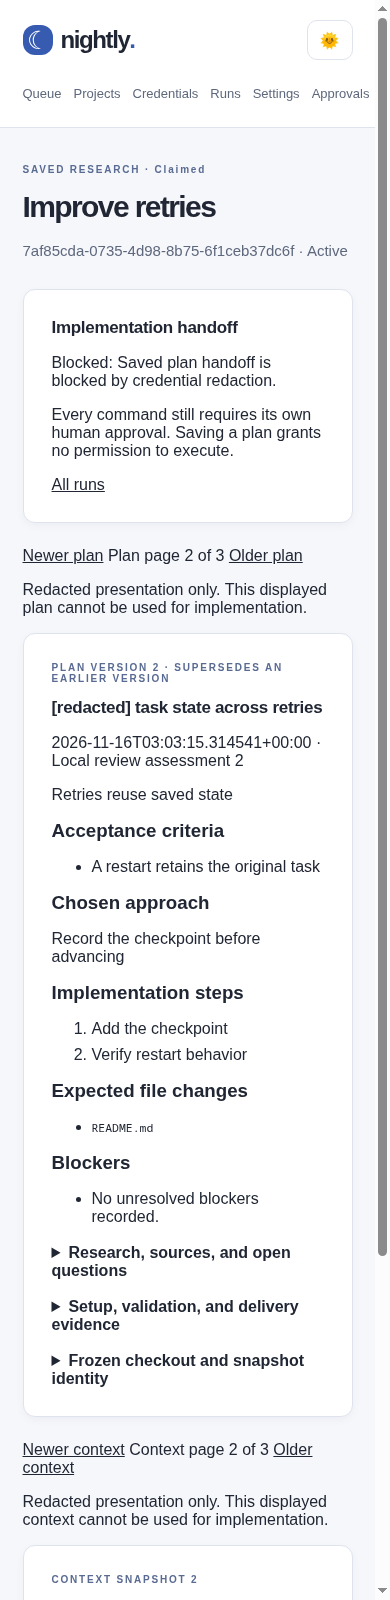 nightly.
Queue Projects Credentials Runs Settings Approvals
SAVED RESEARCH · Claimed
Improve retries
7af85cda-0735-4d98-8b75-6f1ceb37dc6f · Active
Implementation handoff
Blocked: Saved plan handoff is
blocked by credential redaction.
Every command still requires its own
human approval. Saving a plan grants
no permission to execute.
All runs
Newer plan Plan page 2 of 3 Older plan
Redacted presentation only. This displayed
plan cannot be used for implementation.
PLAN VERSION 2 · SUPERSEDES AN
EARLIER VERSION
[redacted] task state across retries
2026-11-16T03:03:15.314541+00:00 ·
Local review assessment 2
Retries reuse saved state
Acceptance criteria
• A restart retains the original task
Chosen approach
Record the checkpoint before
advancing
Implementation steps
1. Add the checkpoint
2. Verify restart behavior
Expected file changes
• README.md
Blockers
• No unresolved blockers
recorded.
▶ Research, sources, and open
questions
▶ Setup, validation, and delivery
evidence
▶ Frozen checkout and snapshot
identity
Newer context Context page 2 of 3 Older
context
Redacted presentation only. This displayed
context cannot be used for implementation.
CONTEXT SNAPSHOT 2